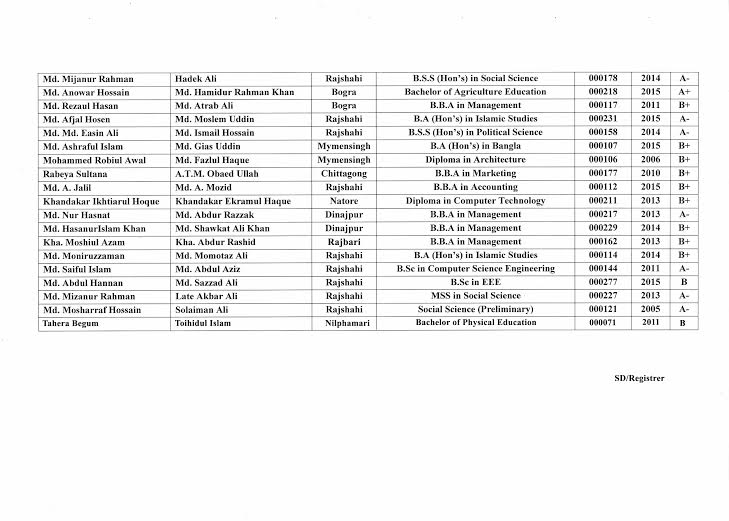 Md. Mijanur Rahman Hadek Ali Rajshahi B.S.S (Hon's) in Social Science 000178 2014 A-
Md. Anowar Hossain Md. Hamidur Rahman Khan Bogra Bachelor of Agriculture Education 000218 2015 A+
Md. Rezaul Hasan Md. Atrab Ali Bogra B.B.A in Management 000117 2011 B+
Md. Afjal Hosen Md. Moslem Uddin Rajshahi B.A (Hon's) in Islamic Studies 000231 2015 A-
Md. Md. Easin Ali Md. Ismail Hossain Rajshahi B.S.S (Hon's) in Political Science 000158 2014 A-
Md. Ashraful Islam Md. Gias Uddin Mymensingh B.A (Hon's) in Bangla 000107 2015 B+
Mohammed Robiul Awal Md. Fazlul Haque Mymensingh Diploma in Architecture 000106 2006 B+
Rabeya Sultana A.T.M. Obaed Ullah Chittagong B.B.A in Marketing 000177 2010 B+
Md. A. Jalil Md. A. Mozid Rajshahi B.B.A in Accounting 000112 2015 B+
Khandakar Ikhtiarul Hoque Khandakar Ekramul Haque Natore Diploma in Computer Technology 000211 2013 B+
Md. Nur Hasnat Md. Abdur Razzak Dinajpur B.B.A in Management 000217 2013 A-
Md. HasanurIslam Khan Md. Shawkat Ali Khan Dinajpur B.B.A in Management 000229 2014 B+
Kha. Moshiul Azam Kha. Abdur Rashid Rajbari B.B.A in Management 000162 2013 B+
Md. Moniruzzaman Md. Momotaz Ali Rajshahi B.A (Hon's) in Islamic Studies 000114 2014 B+
Md. Saiful Islam Md. Abdul Aziz Rajshahi B.Sc in Computer Science Engineering 000144 2011 A-
Md. Abdul Hannan Md. Sazzad Ali Rajshahi B.Sc in EEE 000277 2015 B
Md. Mizanur Rahman Late Akbar Ali Rajshahi MSS in Social Science 000227 2013 A-
Md. Mosharraf Hossain Solaiman Ali Rajshahi Social Science (Preliminary) 000121 2005 A-
Tahera Begum Toihidul Islam Nilphamari Bachelor of Physical Education 000071 2011 B
SD/Registrer